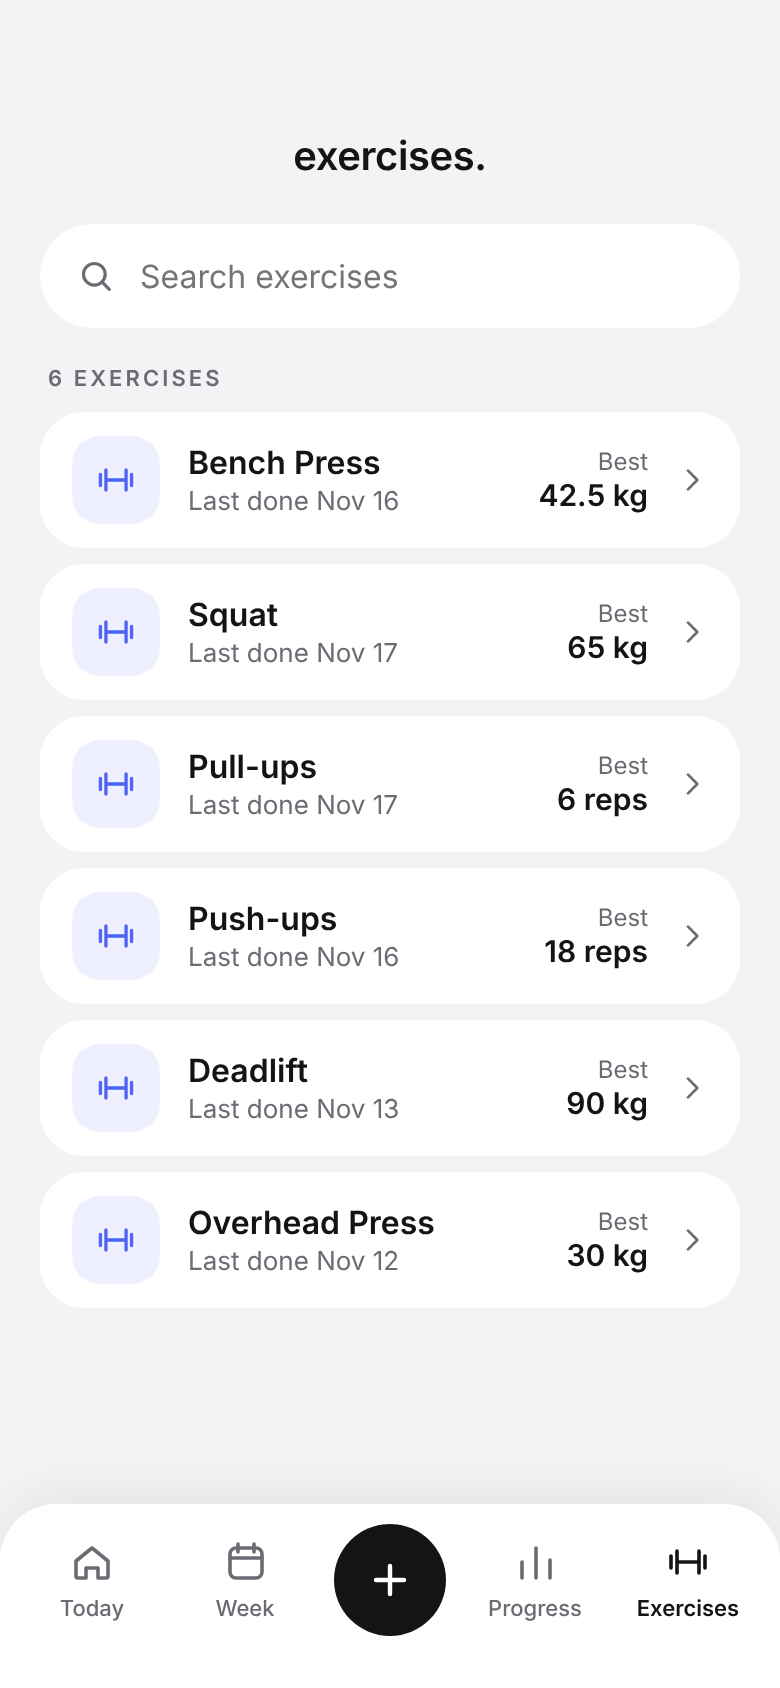 exercises.
Search exercises
6 EXERCISES
Bench Press
Last done Nov 16
Best
42.5 kg
Squat
Last done Nov 17
Best
65 kg
Pull-ups
Last done Nov 17
Best
6 reps
Push-ups
Last done Nov 16
Best
18 reps
Deadlift
Last done Nov 13
Best
90 kg
Overhead Press
Last done Nov 12
Best
30 kg
Today
Week
Progress
Exercises